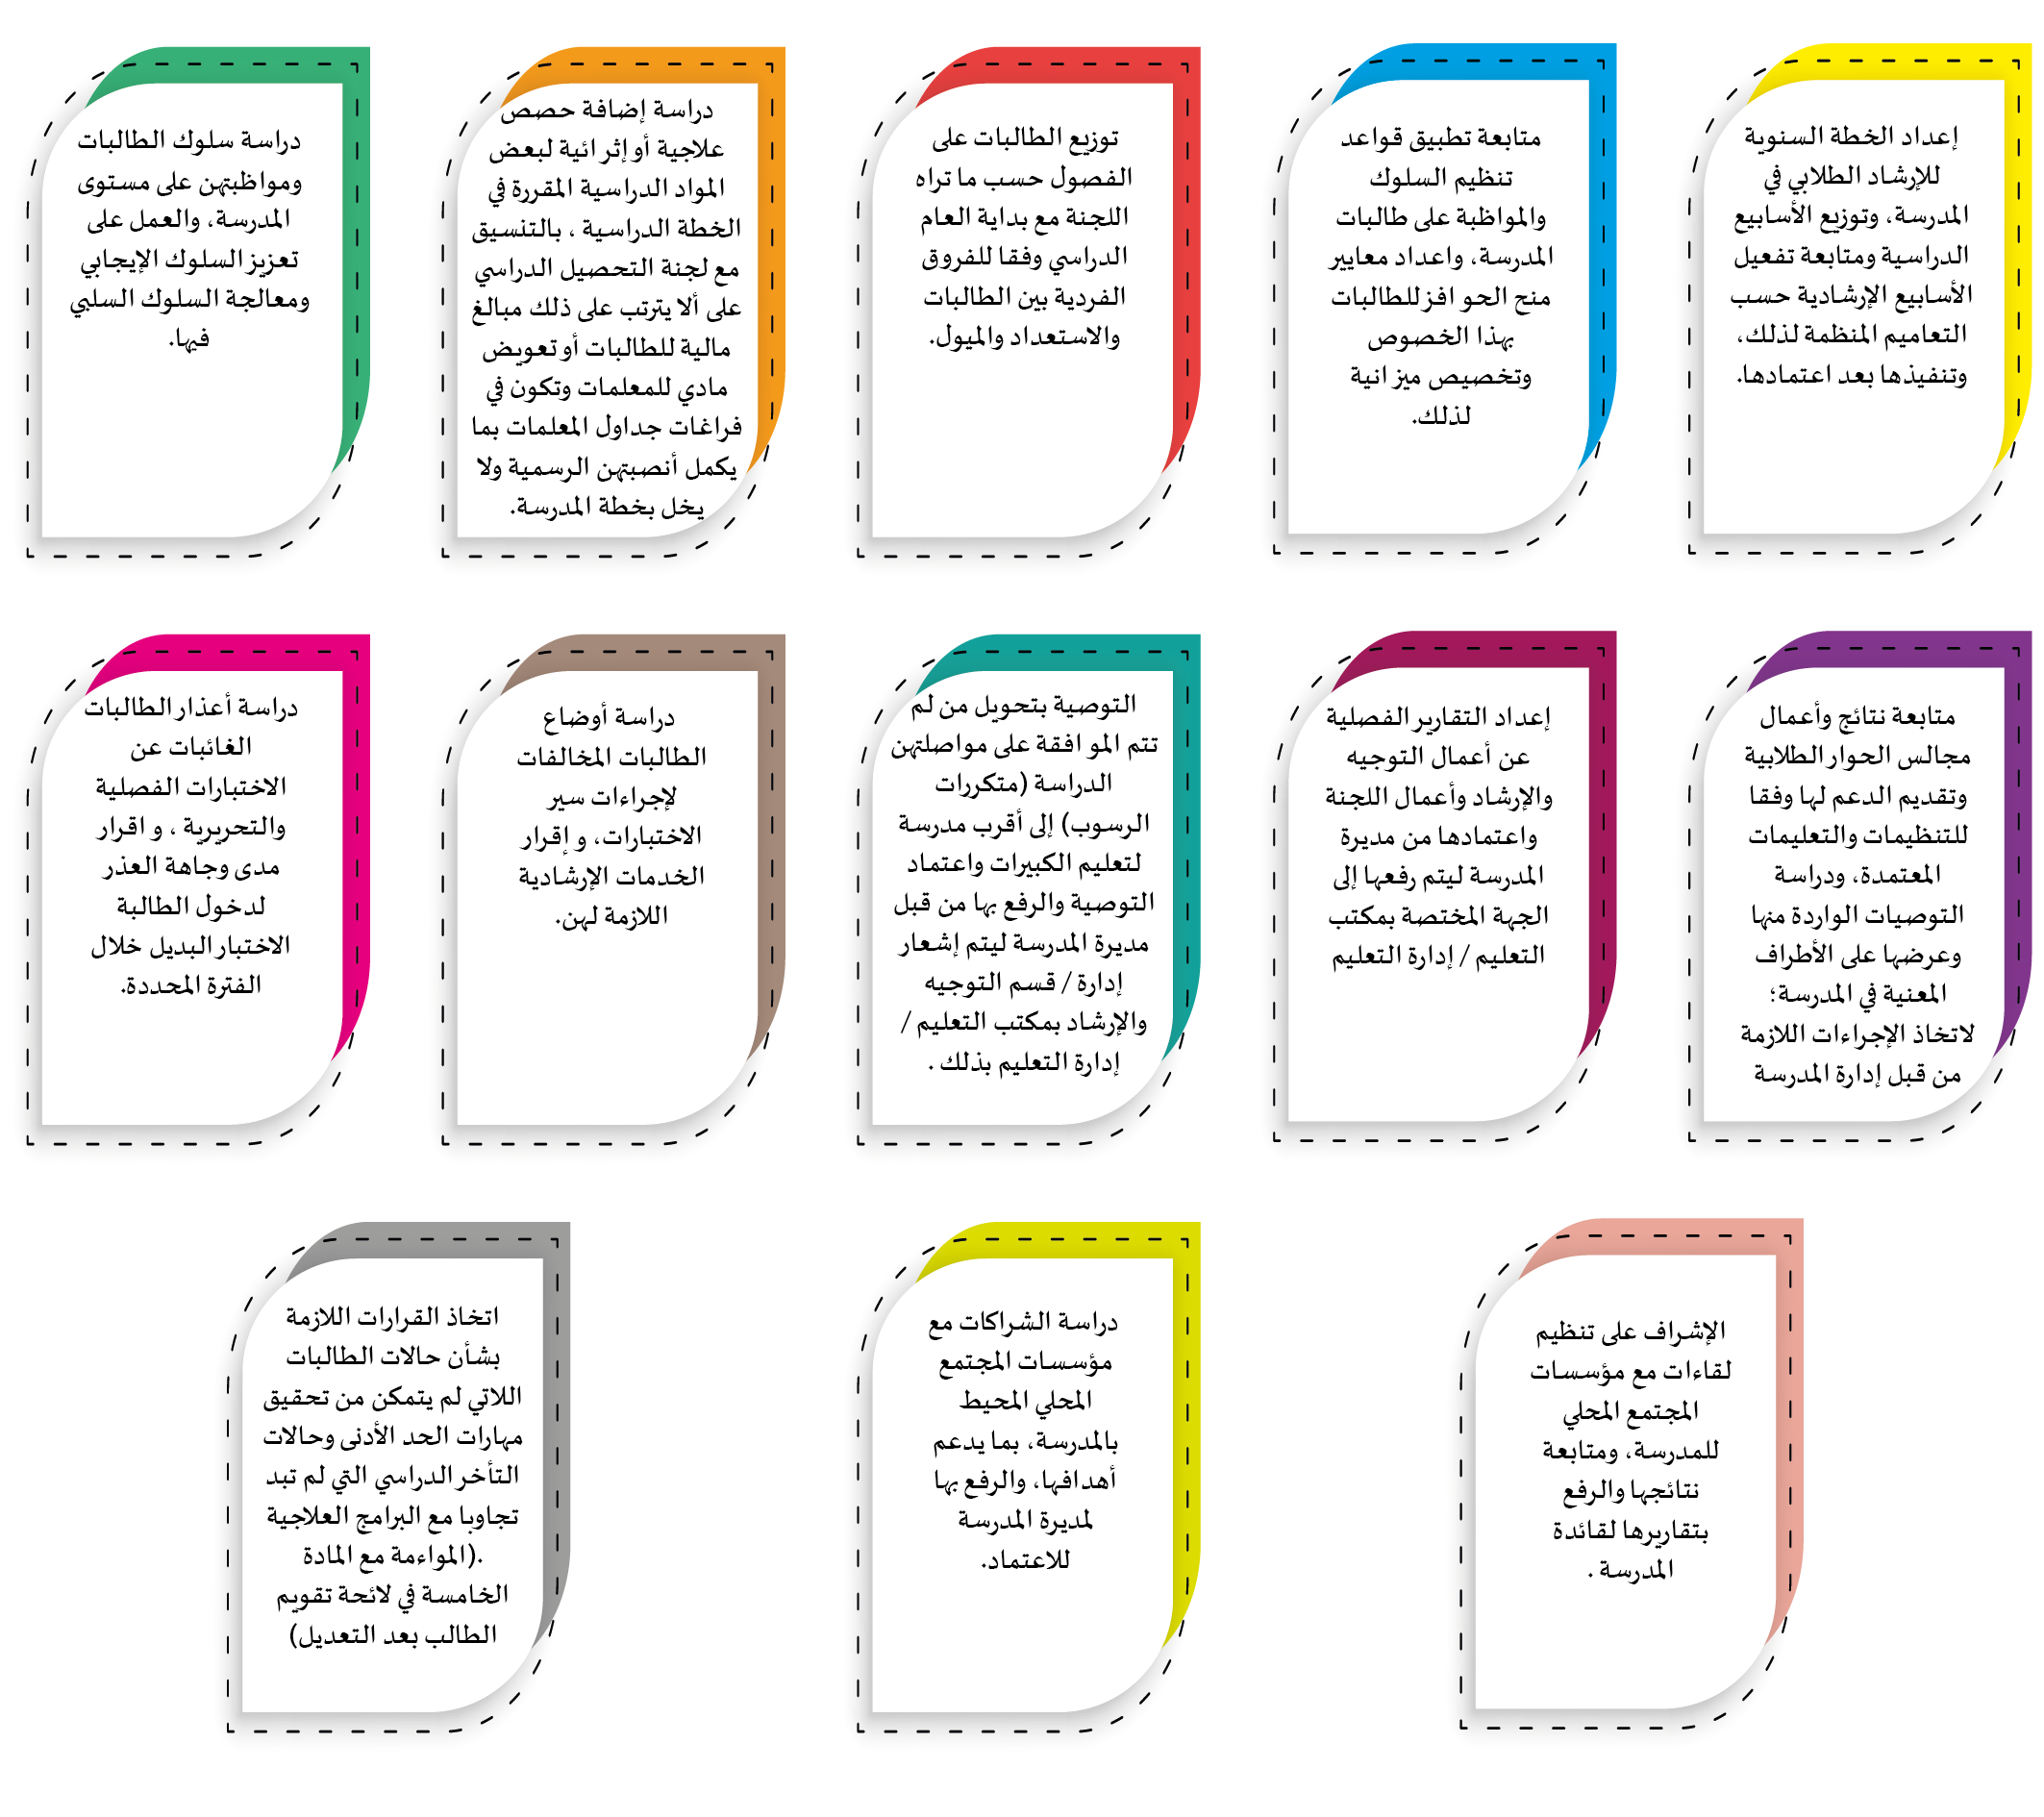 إعداد الخطة السنوية
للإرشاد الطلابي في
المدرسة، وتوزيع الأسابيع
الدراسية ومتابعة تفعيل
الأسابيع الإرشادية حسب
التعاميم المنظمة لذلك،
وتنفيذها بعد اعتمادها.
متابعة تطبيق قواعد
تنظيم السلوك
والمواظبة على طالبات
المدرسة، واعداد معايير
منح الحوافز للطالبات
بهذا الخصوص
وتخصيص ميزانية
لذلك.
توزيع الطالبات على
الفصول حسب ما تراه
اللجنة مع بداية العام
الدراسي وفقا للفروق
الفردية بين الطالبات
والاستعداد والميول.
دراسة إضافة حصص
علاجية أو إثرائية لبعض
المواد الدراسية المقررة في
الخطة الدراسية ، بالتنسيق
مع لجنة التحصيل الدراسي
على ألا يترتب على ذلك مبالغ
مالية للطالبات أو تعويض
مادي للمعلمات وتكون في
فراغات جداول المعلمات بما
يكمل أنصبتهن الرسمية ولا
يخل بخطة المدرسة.
دراسة سلوك الطالبات
ومواظبتهن على مستوى
المدرسة، والعمل على
تعزيز السلوك الإيجابي
ومعالجة السلوك السلبي
فيها.
متابعة نتائج وأعمال
مجالس الحوار الطلابية
وتقديم الدعم لها وفقا
للتنظيمات والتعليمات
المعتمدة، ودراسة
التوصيات الواردة منها
وعرضها على الأطراف
المعنية في المدرسة؛
لاتخاذ الإجراءات اللازمة
من قبل إدارة المدرسة
إعداد التقارير الفصلية
عن أعمال التوجيه
والإرشاد وأعمال اللجنة
واعتمادها من مديرة
المدرسة ليتم رفعها إلى
الجهة المختصة بمكتب
التعليم / إدارة التعليم
التوصية بتحويل من لم
تتم الموافقة على مواصلتهن
الدراسة (متكررات
الرسوب) إلى أقرب مدرسة
لتعليم الكبيرات واعتماد
التوصية والرفع بها من قبل
مديرة المدرسة ليتم إشعار
إدارة / قسم التوجيه
والإرشاد بمكتب التعليم /
إدارة التعليم بذلك .
دراسة أوضاع
الطالبات المخالفات
لإجراءات سير
الاختبارات، وإقرار
الخدمات الإرشادية
اللازمة لهن.
دراسة أعذار الطالبات
الغائبات عن
الاختبارات الفصلية
والتحريرية ، واقرار
مدى وجاهة العذر
لدخول الطالبة
الاختبار البديل خلال
الفترة المحددة.
الإشراف على تنظيم
لقاءات مع مؤسسات
المجتمع المحلي
للمدرسة، ومتابعة
نتائجها والرفع
بتقاريرها لقائدة
المدرسة .
دراسة الشراكات مع
مؤسسات المجتمع
المحلي المحيط
بالمدرسة، بما يدعم
أهدافها، والرفع بها
لمديرة المدرسة
للاعتماد.
اتخاذ القرارات اللازمة
بشأن حالات الطالبات
اللاتي لم يتمكن من تحقيق
مهارات الحد الأدنى وحالات
التأخر الدراسي التي لم تبد
تجاوبا مع البرامج العلاجية
.(المواءمة مع المادة
الخامسة في لائحة تقويم
الطالب بعد التعديل)